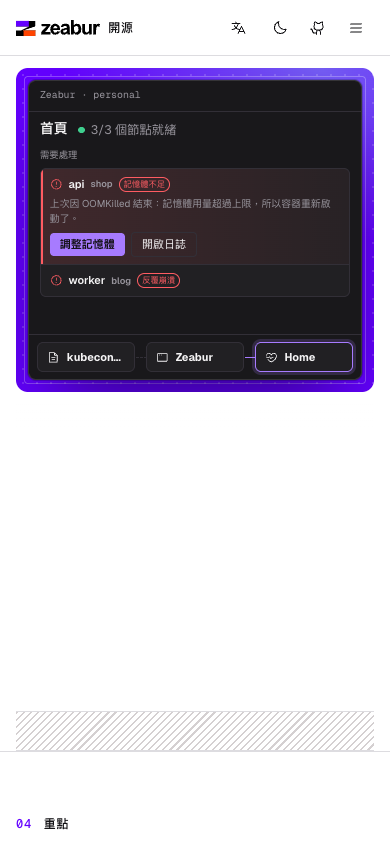 zeabur 開源
Zeabur · personal
首頁 3/3 個節點就緒
需要處理
api shop 記憶體不足
上次因 OOMKilled 結束：記憶體用量超過上限，所以容器重新啟
動了。
調整記憶體 開啟日誌
worker blog 反覆崩潰
kubecon... Zeabur Home
04 重點